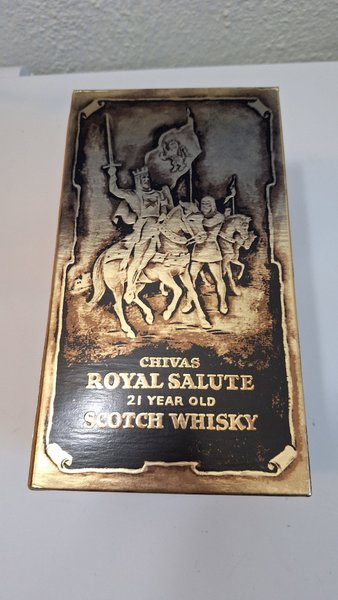 CHIVAS
ROYAL SALUTE
21 YEAR OLD
SCOTCH WHISKY